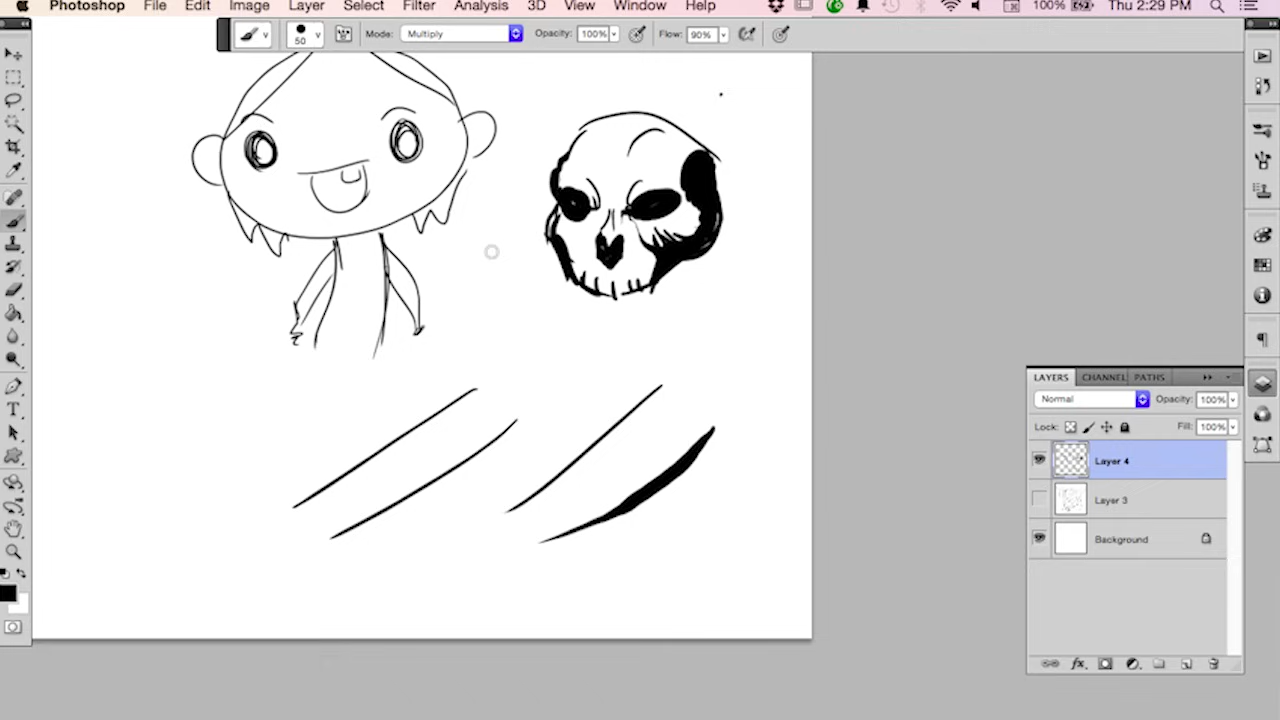 Photoshop File Edit Image Layer Select Filter Analysis 3D View Window Help 100% Thu 2:29 PM
50 Mode: Multiply Opacity: 100% Flow: 90%
LAYERS CHANNEL PATHS
Normal Opacity: 100%
Lock: Fill: 100%
Layer 4
Layer 3
Background